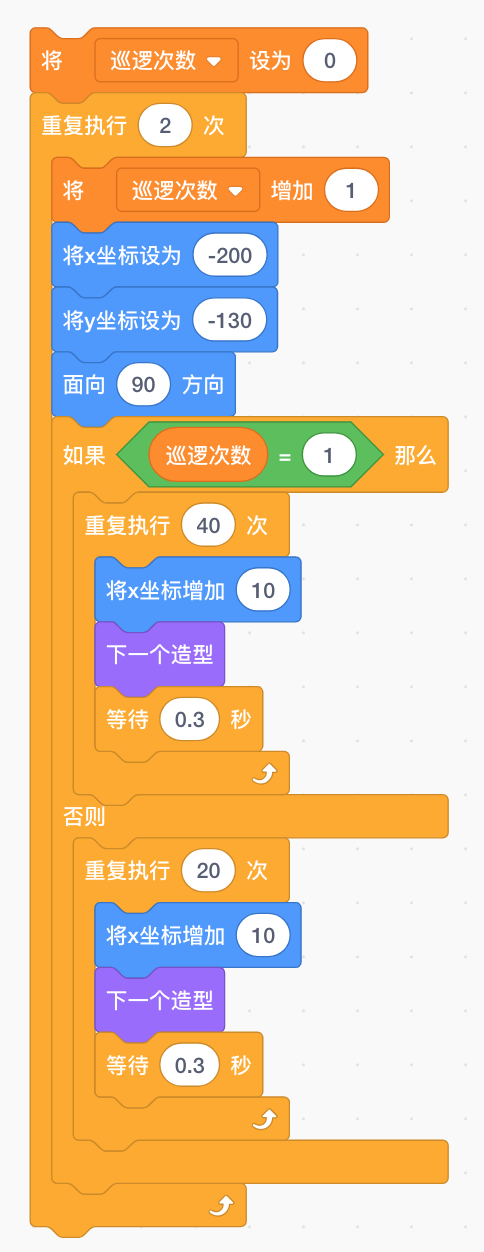 将 巡逻次数 设为 0
重复执行 2 次
将 巡逻次数 增加 1
将x坐标设为 -200
将y坐标设为 -130
面向 90 方向
如果 巡逻次数 = 1 那么
重复执行 40 次
将x坐标增加 10
下一个造型
等待 0.3 秒
否则
重复执行 20 次
将x坐标增加 10
下一个造型
等待 0.3 秒